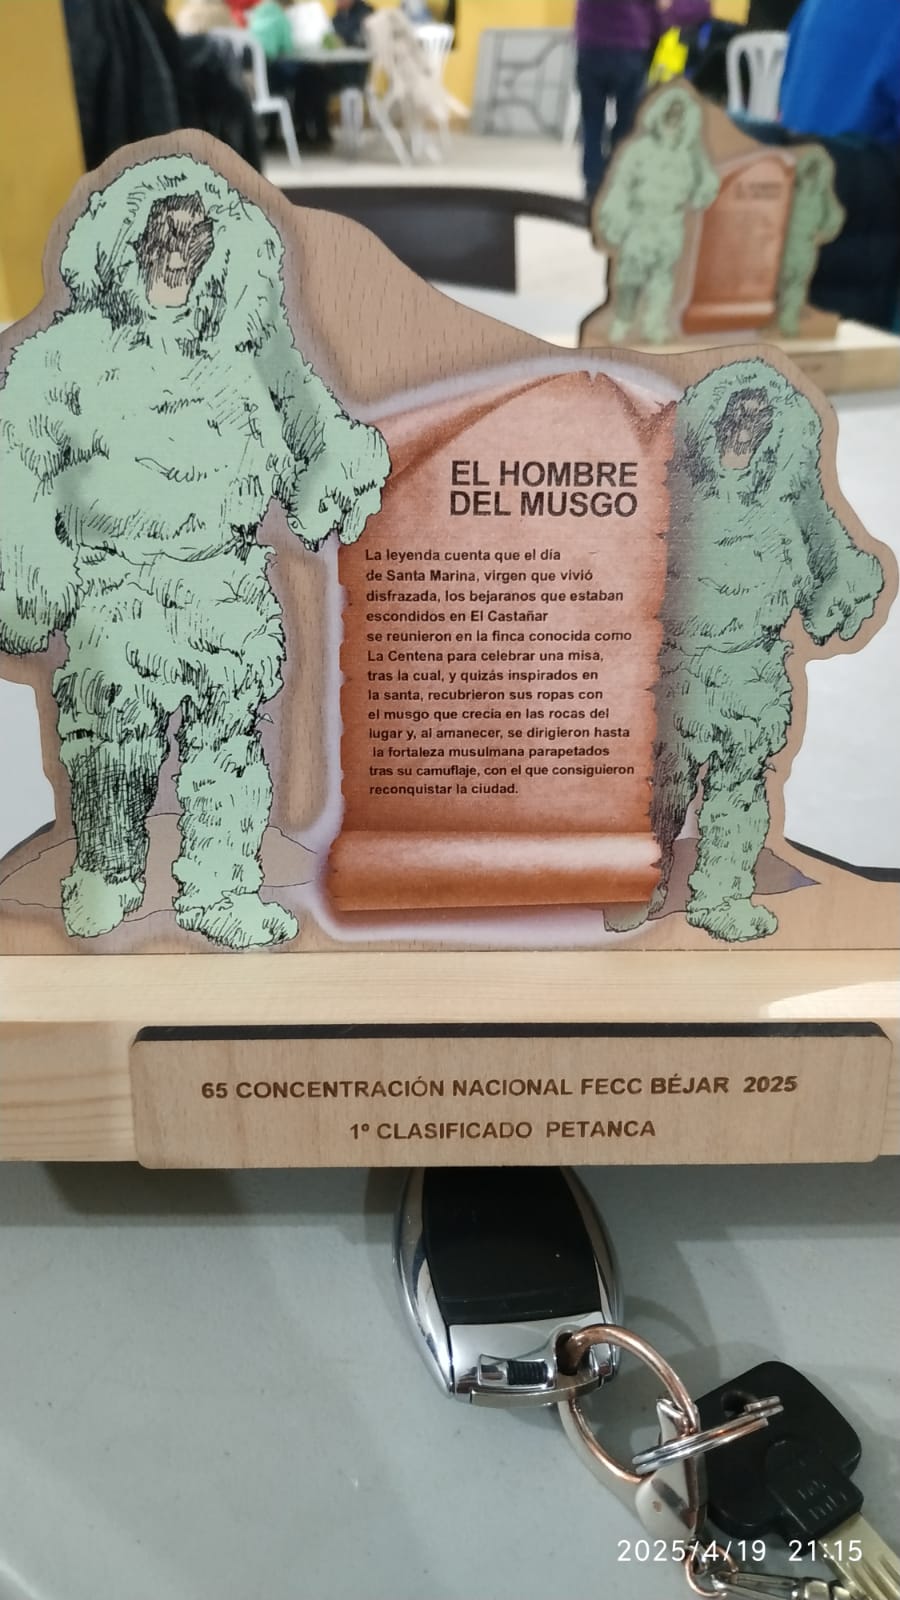 EL HOMBRE
DEL MUSGO
La leyenda cuenta que el día
de Santa Marina, virgen que vivió
disfrazada, los bejaranos que estaban
escondidos en El Castañar
se reunieron en la finca conocida como
La Centena para celebrar una misa,
tras la cual, y quizás inspirados en
la santa, recubrieron sus ropas con
el musgo que crecia en las rocas del
lugar y, al amanecer, se dirigieron hasta
la fortaleza musulmana parapetados
tras su camuflaje, con el que consiguieron
reconquistar la ciudad.
65 CONCENTRACIÓN NACIONAL FECC BÉJAR 2025
1º CLASIFICADO PETANCA
2025/4/19 21:15